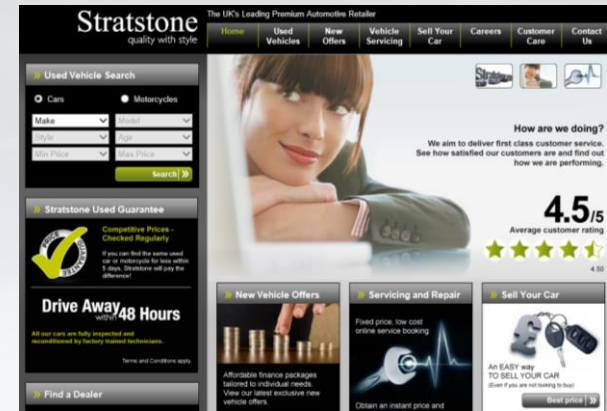 Stratstone
quality with style
The UK's Leading Premium Automotive Retailer
Home
Used Vehicles
New Offers
Vehicle Servicing
Sell Your Car
Careers
Customer Care
Contact Us
Used Vehicle Search
Cars
Motorcycles
Make
Model
Style
Age
Min Price
Max Price
Search
Stratstone Used Guarantee
PRICE GUARANTEE
Competitive Prices -
Checked Regularly
If you can find the same used
car or motorcycle for less within
5 days, Stratstone will pay the
difference!
Drive Away
within 48 Hours
All our cars are fully inspected and
reconditioned by factory trained technicians.
Terms and Conditions apply.
Find a Dealer
How are we doing?
We aim to deliver first class customer service.
See how satisfied our customers are and find out
how we are performing.
4.5/5
Average customer rating
4.50
New Vehicle Offers
Affordable finance packages
tailored to individual needs.
View our latest exclusive new
vehicle offers.
Servicing and Repair
Fixed price, low cost
online service booking
Obtain an instant price and
Sell Your Car
An EASY way
TO SELL YOUR CAR
(Even if you are not looking to buy)
Best price